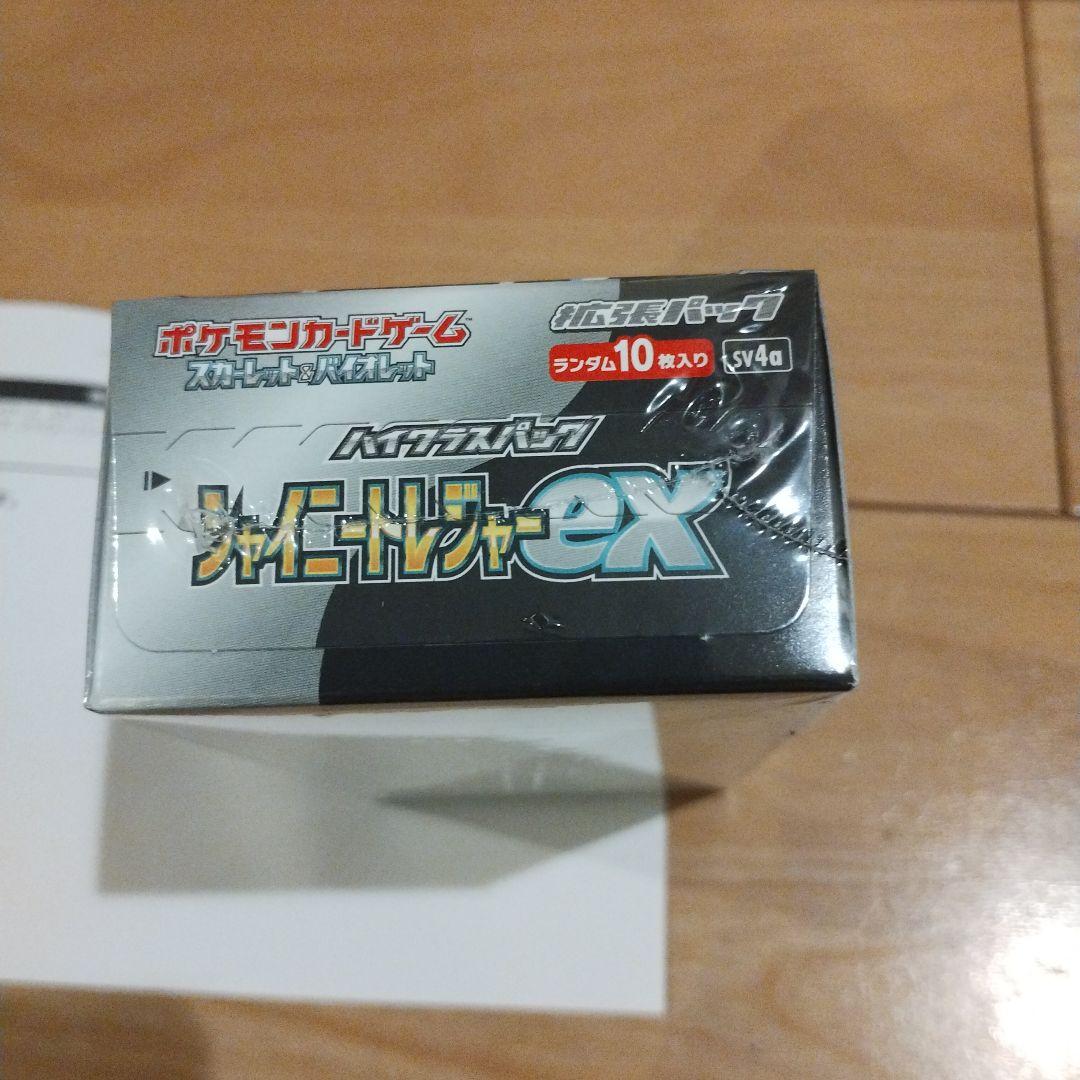 ポケモンカードゲーム™
スカーレット&バイオレット
拡張パック
ランダム10枚入り SV4a
ハイクラスパック
シャイニートレジャーex